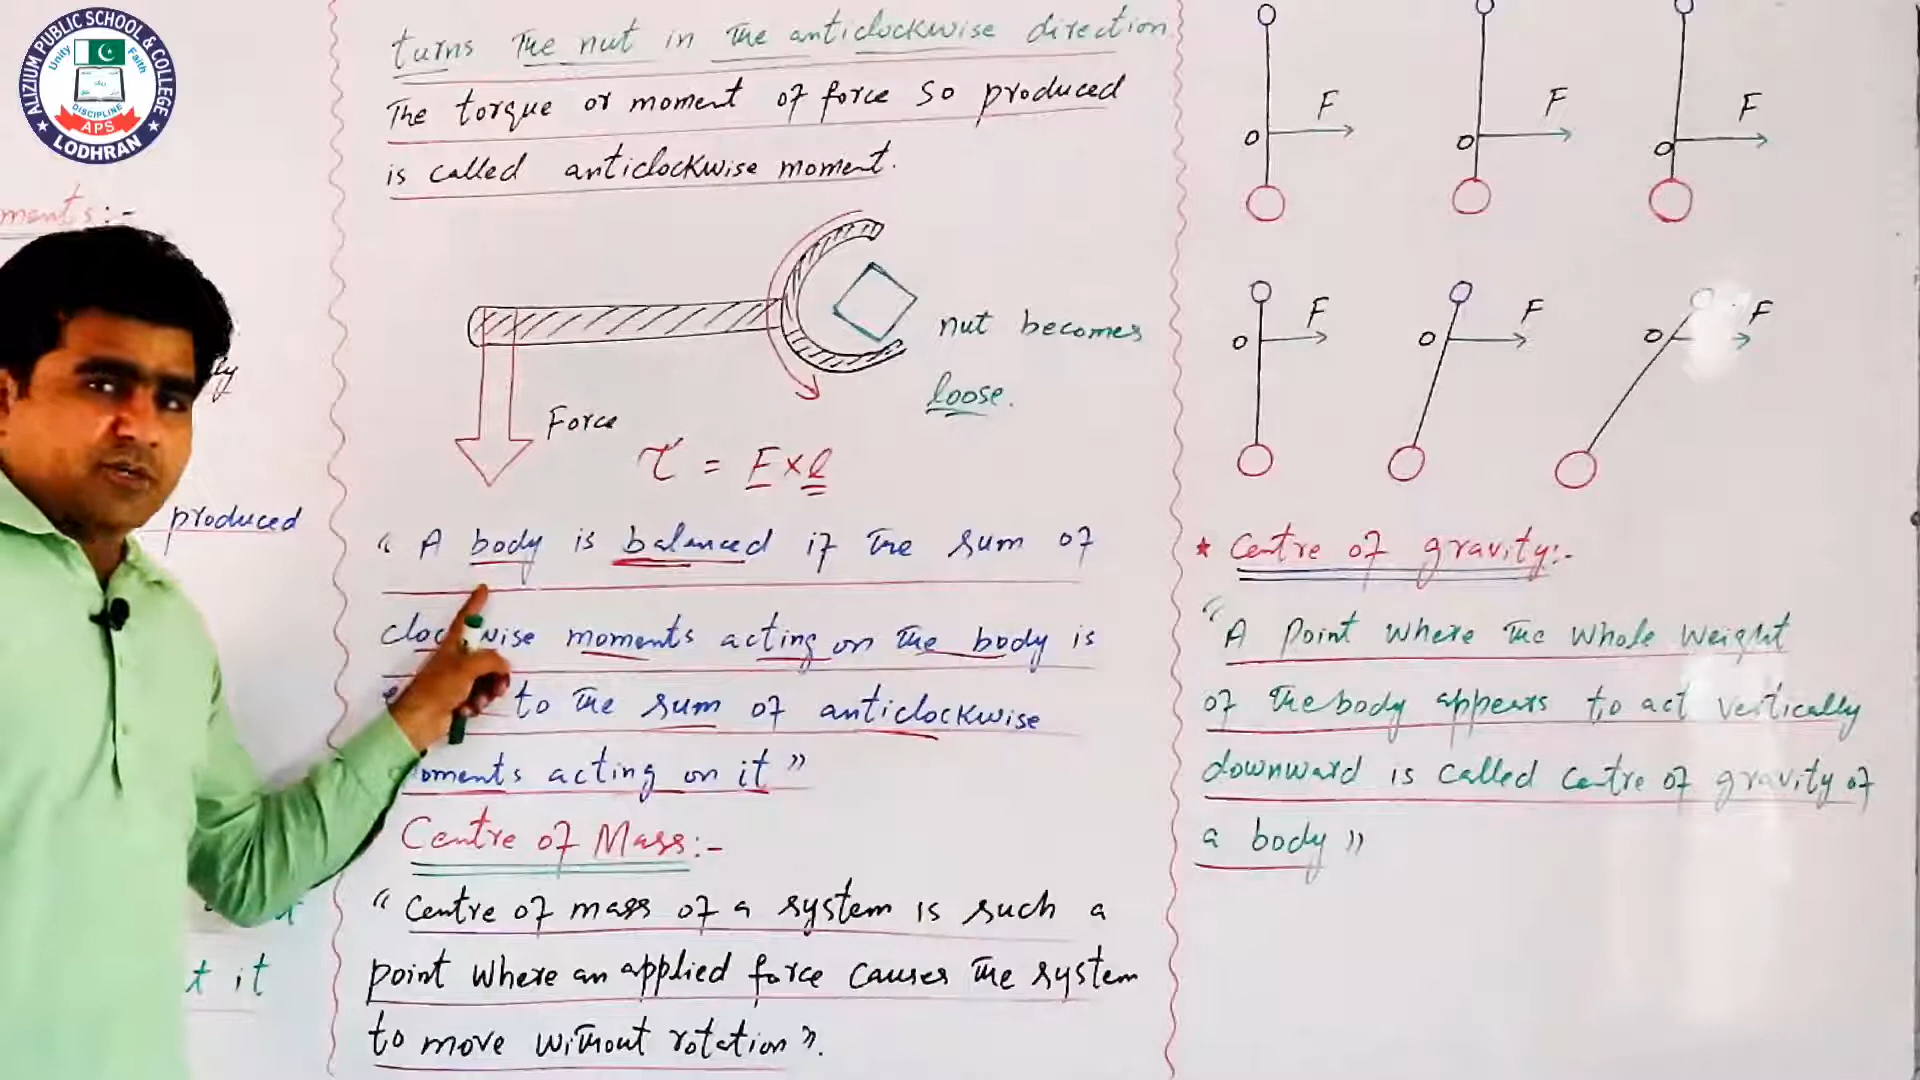 ALIZIUM PUBLIC SCHOOL & COLLEGE
Unity
Faith
DISCIPLINE
APS
LODHRAN
ments:-
ly
produced
t it
turns The nut in The anticlockwise direction
The torque or moment of force so produced
is called anticlockwise moment.
nut becomes
loose.
Force
τ = F×l
“A body is balanced if The sum of
clockwise moments acting on The body is
to The sum of anticlockwise
moments acting on it”
Centre of Mass:-
“Centre of mass of a system is such a
point where an applied force causes The system
to move without rotation”.
F
F
F
o
o
o
F
F
F
o
o
o
* Centre of gravity:-
“A point where The whole weight
of The body appears to act vertically
downward is called centre of gravity of
a body”